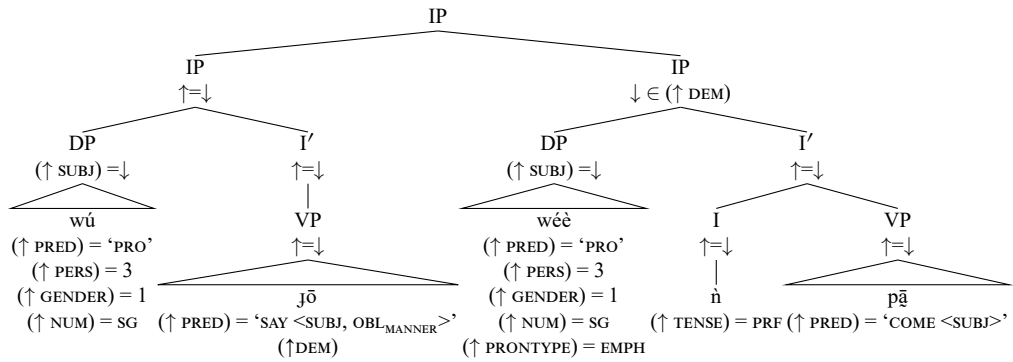 IP
IP IP
↑=↓ ↓ ∈ (↑ DEM)
DP I′ DP I′
(↑ SUBJ) =↓ ↑=↓ (↑ SUBJ) =↓ ↑=↓
wú VP wéè I VP
(↑ PRED) = ‘PRO’ ↑=↓ (↑ PRED) = ‘PRO’ ↑=↓ ↑=↓
(↑ PERS) = 3 (↑ PERS) = 3
(↑ GENDER) = 1 ɟō (↑ GENDER) = 1 ǹ pā̰
(↑ NUM) = SG (↑ PRED) = ‘SAY <SUBJ, OBL_MANNER>’ (↑ NUM) = SG (↑ TENSE) = PRF (↑ PRED) = ‘COME <SUBJ>’
(↑DEM) (↑ PRONTYPE) = EMPH